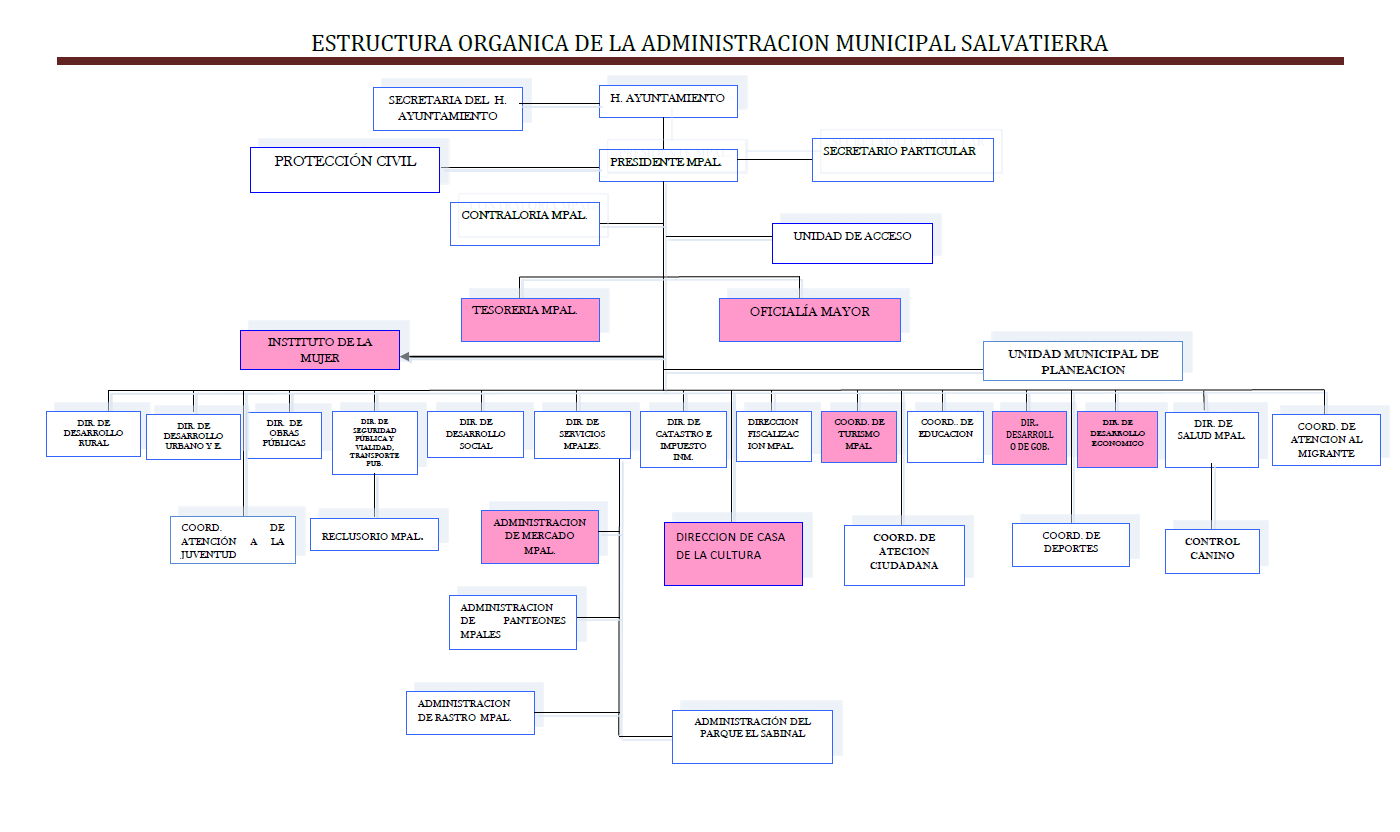 ESTRUCTURA ORGANICA DE LA ADMINISTRACION MUNICIPAL SALVATIERRA
SECRETARIA DEL H.
AYUNTAMIENTO
H. AYUNTAMIENTO
PROTECCIÓN CIVIL
PRESIDENTE MPAL.
SECRETARIO PARTICULAR
CONTRALORIA MPAL.
UNIDAD DE ACCESO
TESORERIA MPAL.
OFICIALÍA MAYOR
INSTITUTO DE LA
MUJER
UNIDAD MUNICIPAL DE
PLANEACION
DIR. DE
DESARROLLO
RURAL
DIR. DE
DESARROLLO
URBANO Y E.
DIR. DE
OBRAS
PÚBLICAS
DIR. DE
SEGURIDAD
PÚBLICA Y
VIALIDAD,
TRANSPORTE
PUB.
DIR. DE
DESARROLLO
SOCIAL
DIR. DE
SERVICIOS
MPALES.
DIR. DE
CATASTRO E
IMPUESTO
INM.
DIRECCION
FISCALIZAC
ION MPAL.
COORD. DE
TURISMO
MPAL.
COORD.. DE
EDUCACION
DIR..
DESARROLL
O DE GOB.
DIR. DE
DESARROLLO
ECONOMICO
DIR. DE
SALUD MPAL.
COORD. DE
ATENCION AL
MIGRANTE
COORD. DE
ATENCIÓN A LA
JUVENTUD
RECLUSORIO MPAL.
ADMINISTRACION
DE MERCADO
MPAL.
DIRECCION DE CASA
DE LA CULTURA
COORD. DE
ATECION
CIUDADANA
COORD. DE
DEPORTES
CONTROL
CANINO
ADMINISTRACION
DE PANTEONES
MPALES
ADMINISTRACION
DE RASTRO MPAL.
ADMINISTRACIÓN DEL
PARQUE EL SABINAL